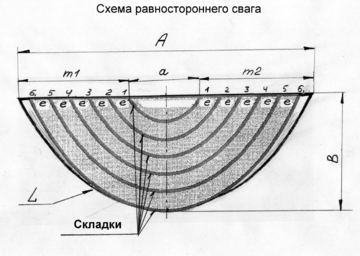 Схема равностороннего свага
A
m1 a m2
6 5 4 3 2 1 1 2 3 4 5 6
e e e e e e e e e e
B
L
Складки